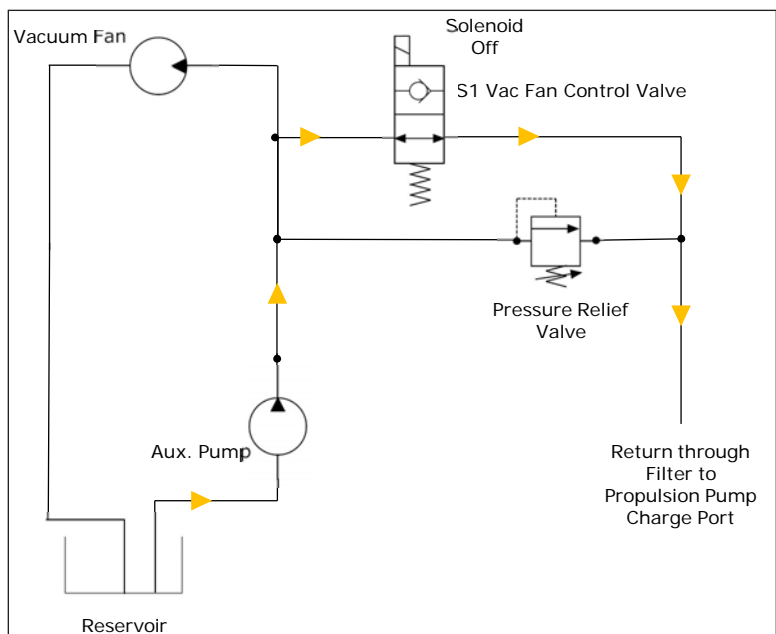 Vacuum Fan
Solenoid
Off
S1 Vac Fan Control Valve
Pressure Relief
Valve
Aux. Pump
Return through
Filter to
Propulsion Pump
Charge Port
Reservoir